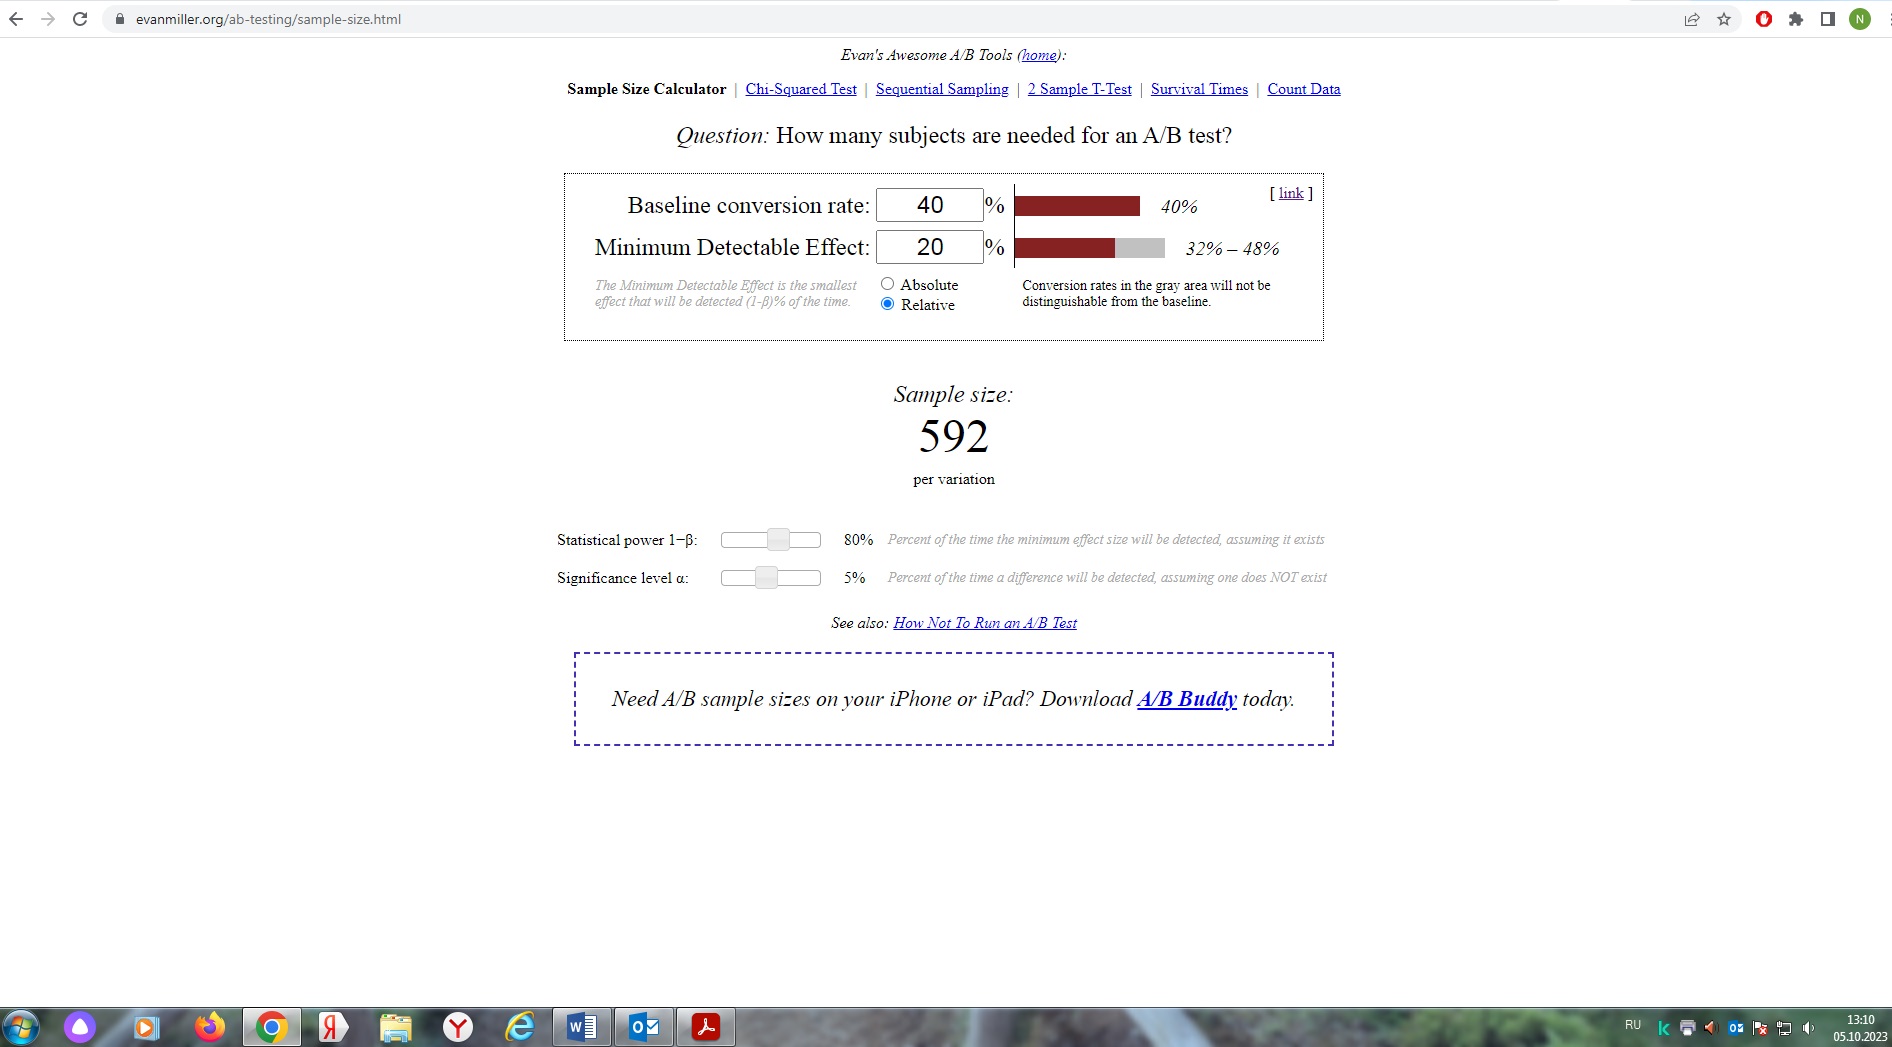 evanmiller.org/ab-testing/sample-size.html
N
Evan's Awesome A/B Tools (home):
Sample Size Calculator | Chi-Squared Test | Sequential Sampling | 2 Sample T-Test | Survival Times | Count Data
Question: How many subjects are needed for an A/B test?
[ link ]
Baseline conversion rate: 40 % 40%
Minimum Detectable Effect: 20 % 32% – 48%
The Minimum Detectable Effect is the smallest
effect that will be detected (1-β)% of the time.
Absolute
Relative
Conversion rates in the gray area will not be
distinguishable from the baseline.
Sample size:
592
per variation
Statistical power 1−β: 80% Percent of the time the minimum effect size will be detected, assuming it exists
Significance level α: 5% Percent of the time a difference will be detected, assuming one does NOT exist
See also: How Not To Run an A/B Test
Need A/B sample sizes on your iPhone or iPad? Download A/B Buddy today.
RU
13:10
05.10.2023